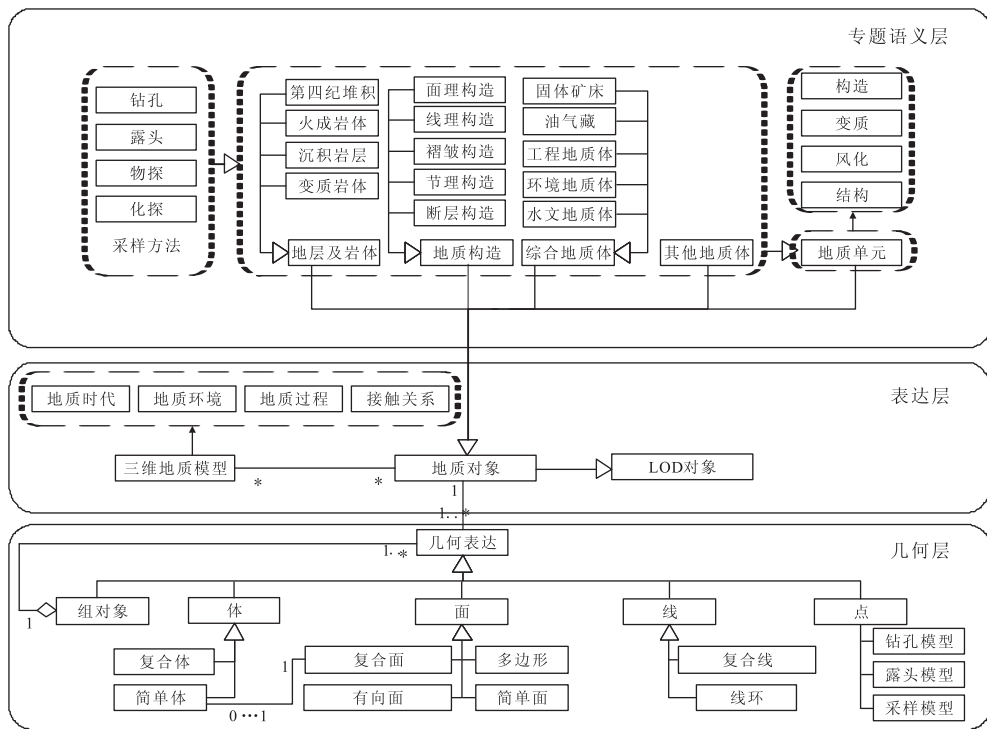 专题语义层
钻孔
露头
物探
化探
采样方法
第四纪堆积
火成岩体
沉积岩层
变质岩体
地层及岩体
面理构造
线理构造
褶皱构造
节理构造
断层构造
地质构造
固体矿床
油气藏
工程地质体
环境地质体
水文地质体
综合地质体
其他地质体
构造
变质
风化
结构
地质单元
表达层
地质时代
地质环境
地质过程
接触关系
三维地质模型
*
*
地质对象
LOD对象
1
1..*
几何层
1.*
几何表达
1
组对象
体
面
线
点
复合体
简单体
1
0…1
复合面
多边形
有向面
简单面
复合线
线环
钻孔模型
露头模型
采样模型